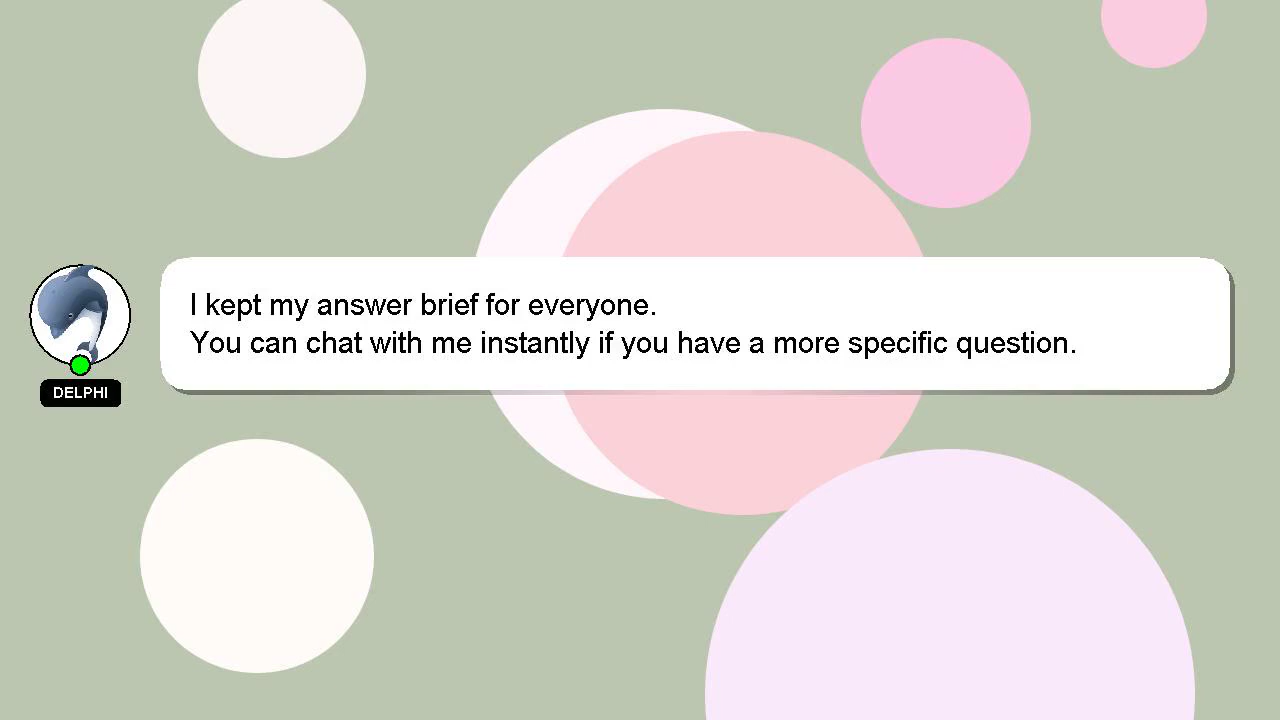 I kept my answer brief for everyone.
You can chat with me instantly if you have a more specific question.
DELPHI